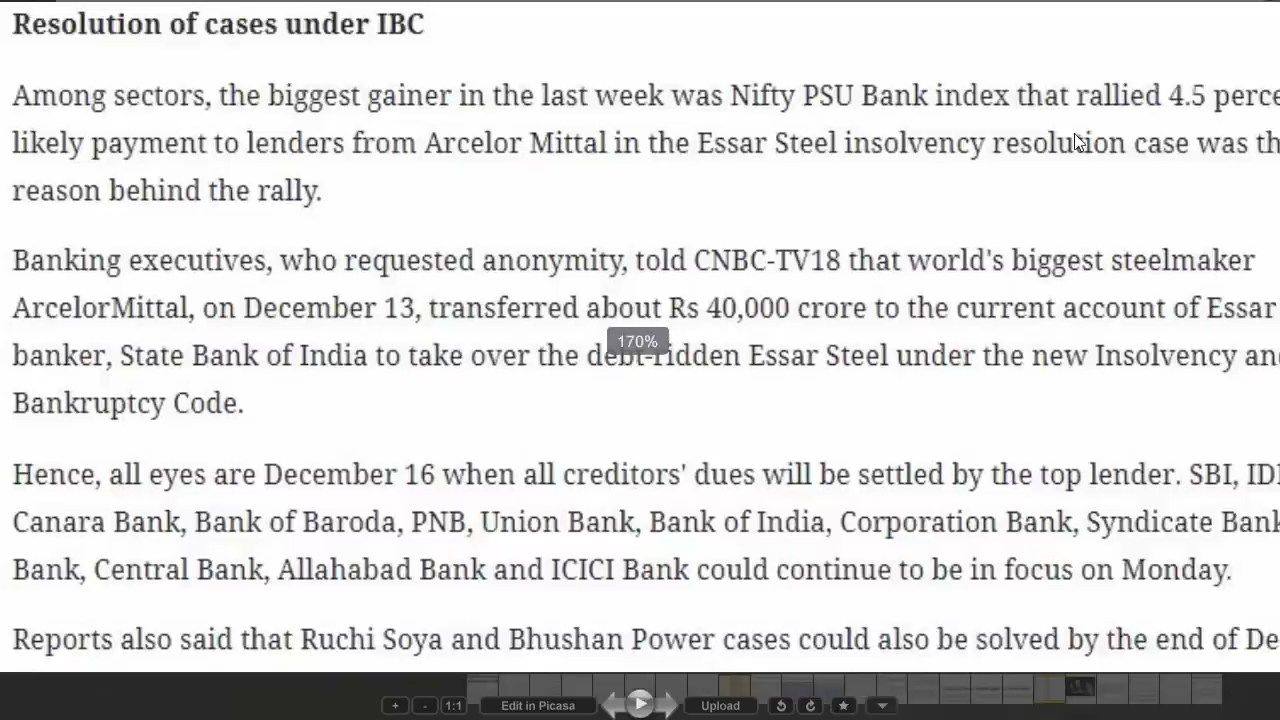 Resolution of cases under IBC
Among sectors, the biggest gainer in the last week was Nifty PSU Bank index that rallied 4.5
likely payment to lenders from Arcelor Mittal in the Essar Steel insolvency resolution case was
reason behind the rally.
Banking executives, who requested anonymity, told CNBC-TV18 that world's biggest steelmaker
ArcelorMittal, on December 13, transferred about Rs 40,000 crore to the current account of Essar
170%
banker, State Bank of India to take over the debt-ridden Essar Steel under the new Insolvency
Bankruptcy Code.
Hence, all eyes are December 16 when all creditors' dues will be settled by the top lender. SBI,
Canara Bank, Bank of Baroda, PNB, Union Bank, Bank of India, Corporation Bank, Syndicate Bank
Bank, Central Bank, Allahabad Bank and ICICI Bank could continue to be in focus on Monday.
Reports also said that Ruchi Soya and Bhushan Power cases could also be solved by the end of
+ - 1:1 Edit in Picasa Upload